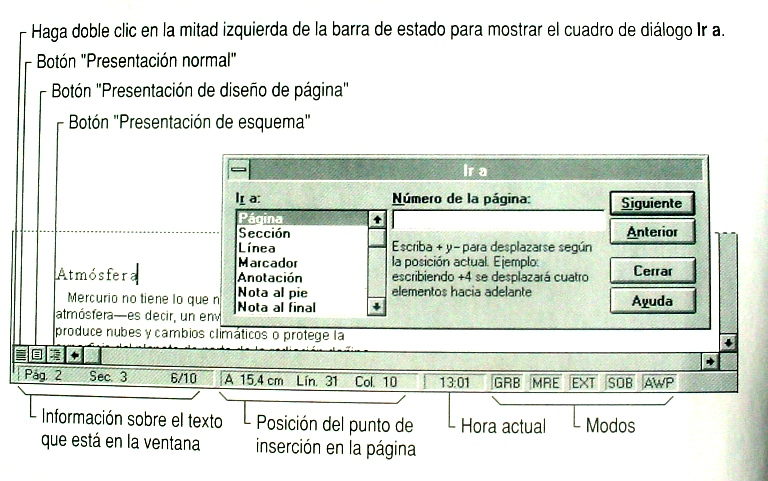 Haga doble clic en la mitad izquierda de la barra de estado para mostrar el cuadro de diálogo Ir a.
Botón "Presentación normal"
Botón "Presentación de diseño de página"
Botón "Presentación de esquema"
Ir a
Ir a:
Número de la página:
Siguiente
Página
Sección
Línea
Marcador
Anotación
Nota al pie
Nota al final
Anterior
Escriba + y – para desplazarse según
la posición actual. Ejemplo:
escribiendo +4 se desplazará cuatro
elementos hacia adelante
Cerrar
Ayuda
Atmósfera
Mercurio no tiene lo que n
atmósfera—es decir, un env
produce nubes y cambios climáticos o protege la
Pág. 2 Sec. 3 6/10 A 15,4 cm Lín. 31 Col. 10 13:01 GRB MRE EXT SOB AWP
Información sobre el texto
que está en la ventana
Posición del punto de
inserción en la página
Hora actual
Modos